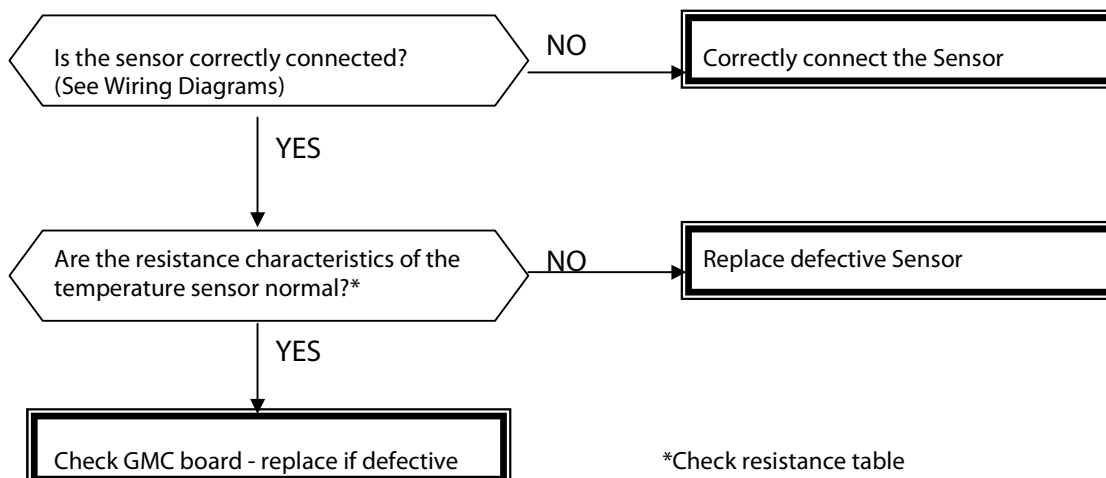 Is the sensor correctly connected?
(See Wiring Diagrams)
NO
Correctly connect the Sensor
YES
Are the resistance characteristics of the
temperature sensor normal?*
NO
Replace defective Sensor
YES
Check GMC board - replace if defective
*Check resistance table